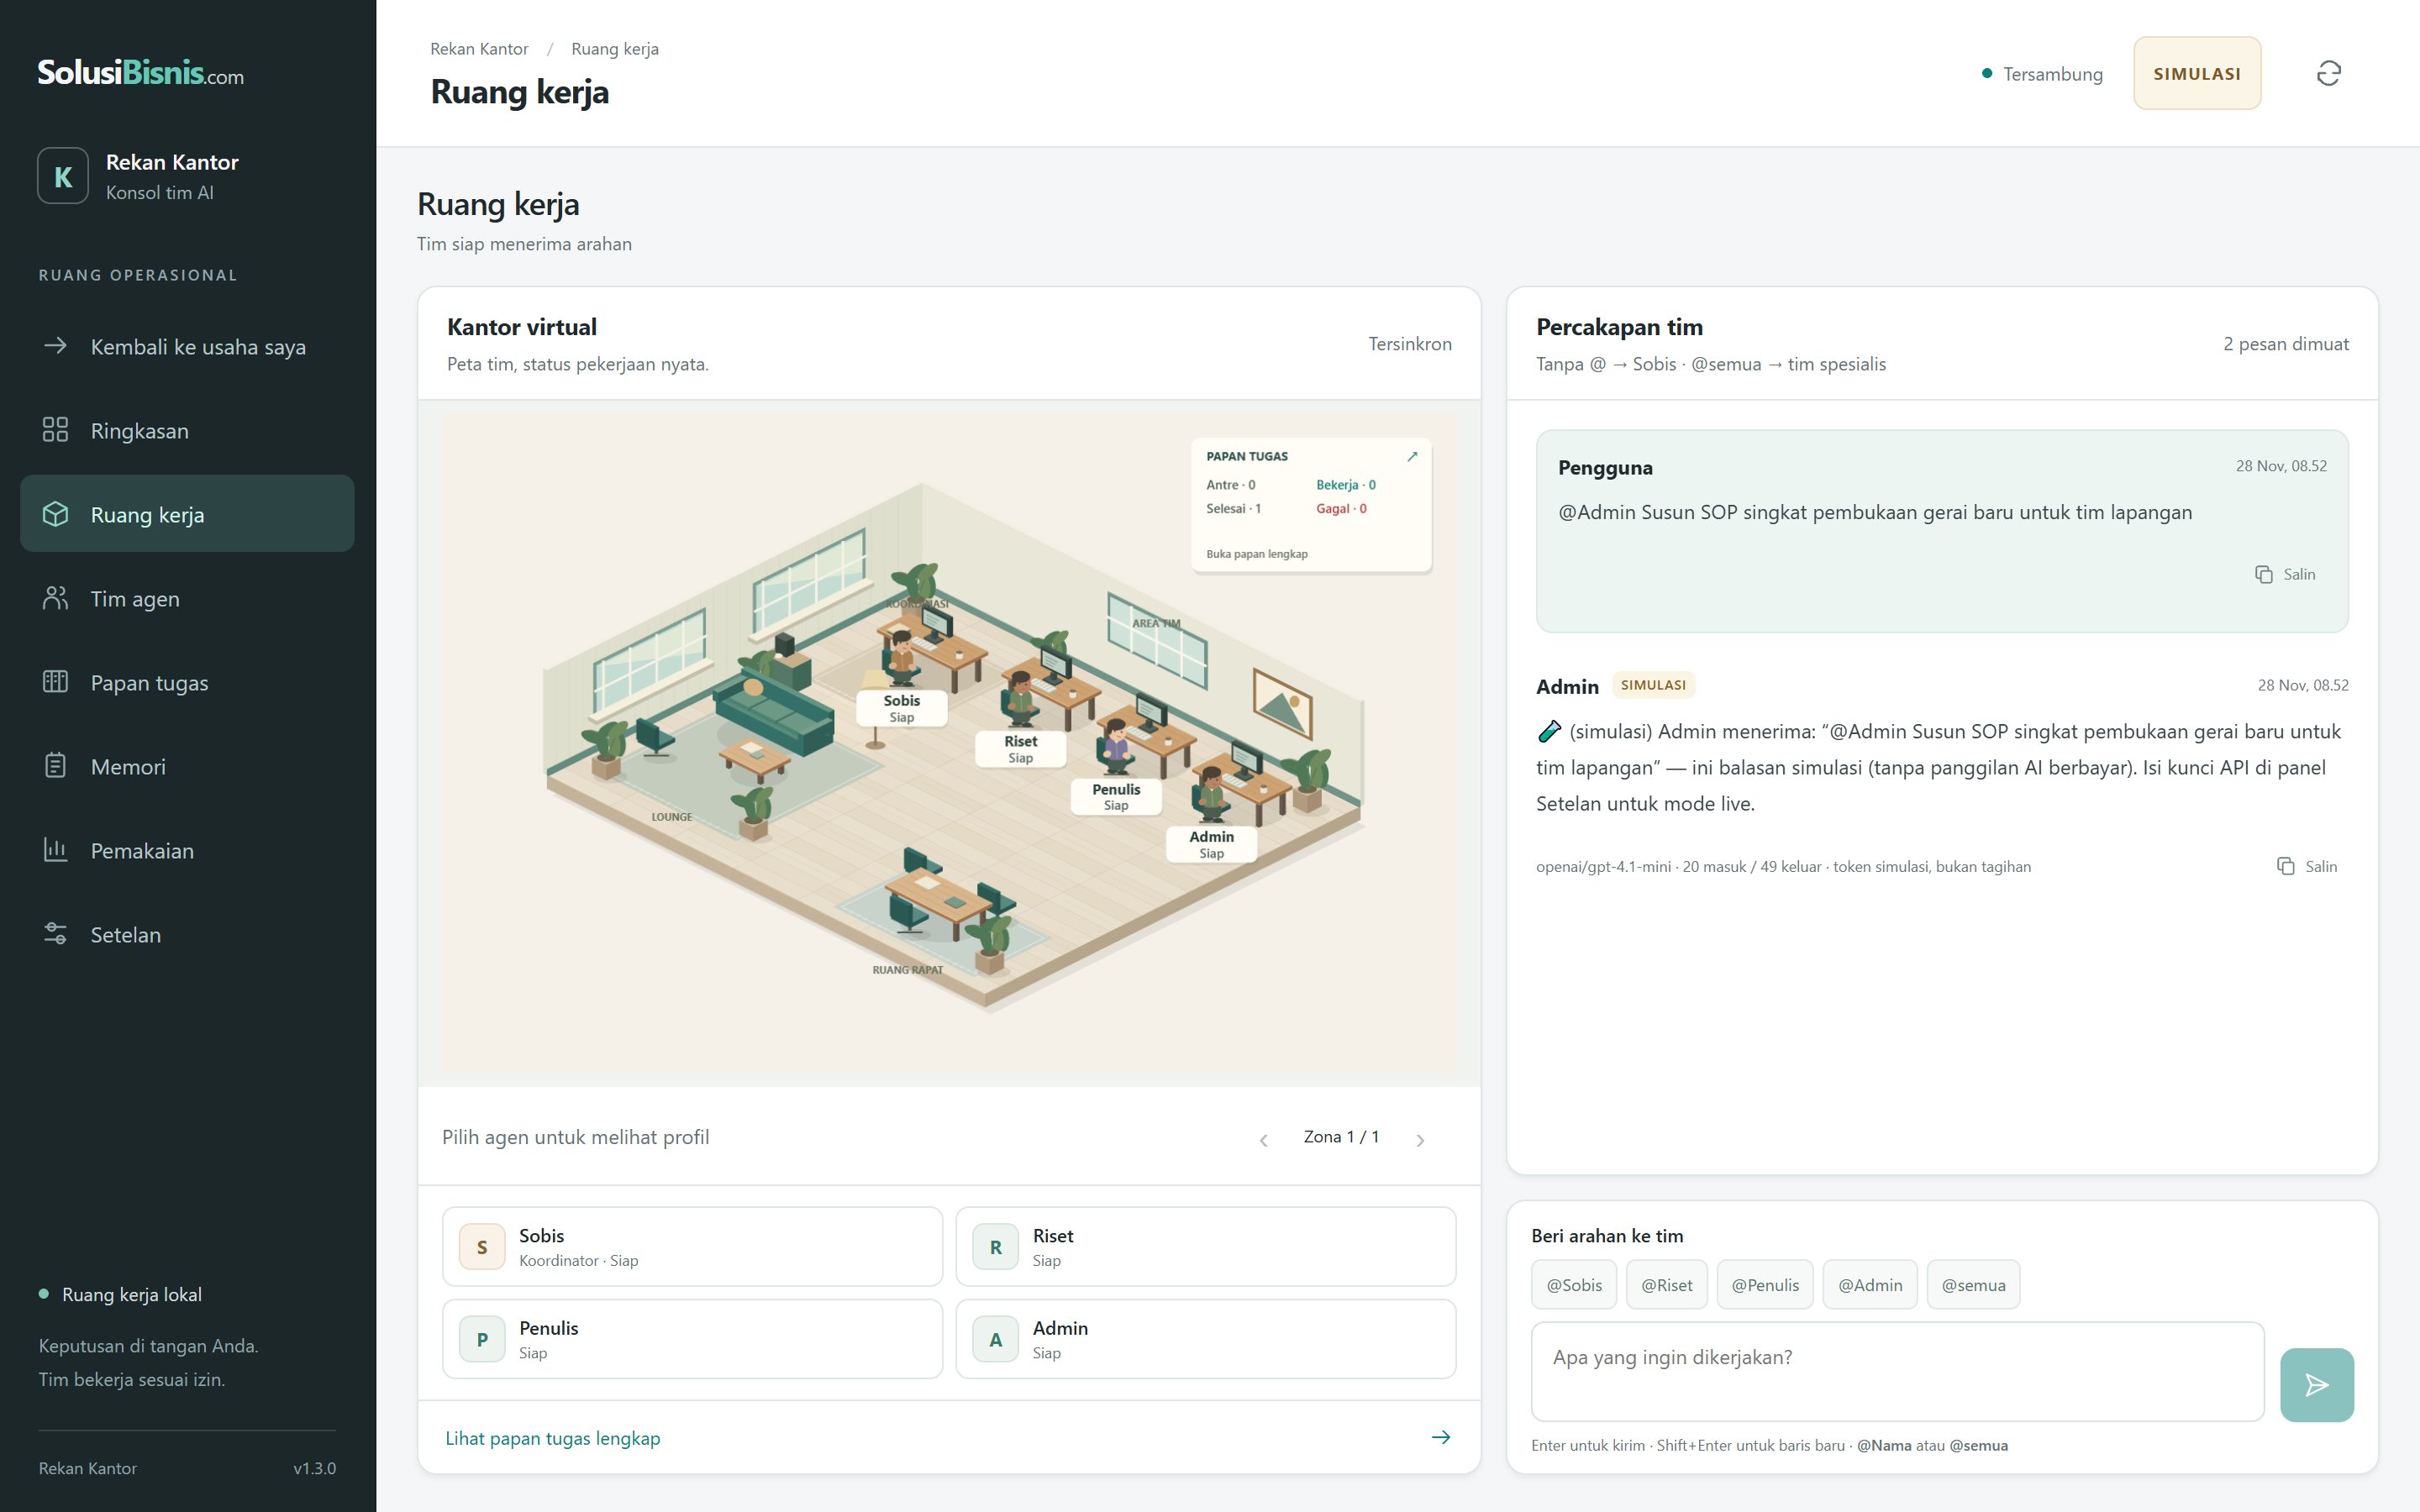 SolusiBisnis.com
K
Rekan Kantor
Konsol tim AI
RUANG OPERASIONAL
Kembali ke usaha saya
Ringkasan
Ruang kerja
Tim agen
Papan tugas
Memori
Pemakaian
Setelan
Ruang kerja lokal
Keputusan di tangan Anda.
Tim bekerja sesuai izin.
Rekan Kantor v1.3.0
Rekan Kantor / Ruang kerja
Ruang kerja
Tersambung
SIMULASI
Ruang kerja
Tim siap menerima arahan
Kantor virtual
Peta tim, status pekerjaan nyata.
Tersinkron
PAPAN TUGAS ↗
Antre · 0 Bekerja · 0
Selesai · 1 Gagal · 0
Buka papan lengkap
KOORDINASI
AREA TIM
Sobis
Siap
Riset
Siap
Penulis
Siap
Admin
Siap
LOUNGE
RUANG RAPAT
Pilih agen untuk melihat profil
‹ Zona 1 / 1 ›
S
Sobis
Koordinator · Siap
R
Riset
Siap
P
Penulis
Siap
A
Admin
Siap
Lihat papan tugas lengkap
Percakapan tim
Tanpa @ → Sobis · @semua → tim spesialis
2 pesan dimuat
Pengguna 28 Nov, 08.52
@Admin Susun SOP singkat pembukaan gerai baru untuk tim lapangan
Salin
Admin SIMULASI 28 Nov, 08.52
🧪 (simulasi) Admin menerima: “@Admin Susun SOP singkat pembukaan gerai baru untuk
tim lapangan” — ini balasan simulasi (tanpa panggilan AI berbayar). Isi kunci API di panel
Setelan untuk mode live.
openai/gpt-4.1-mini · 20 masuk / 49 keluar · token simulasi, bukan tagihan
Salin
Beri arahan ke tim
@Sobis @Riset @Penulis @Admin @semua
Apa yang ingin dikerjakan?
Enter untuk kirim · Shift+Enter untuk baris baru · @Nama atau @semua